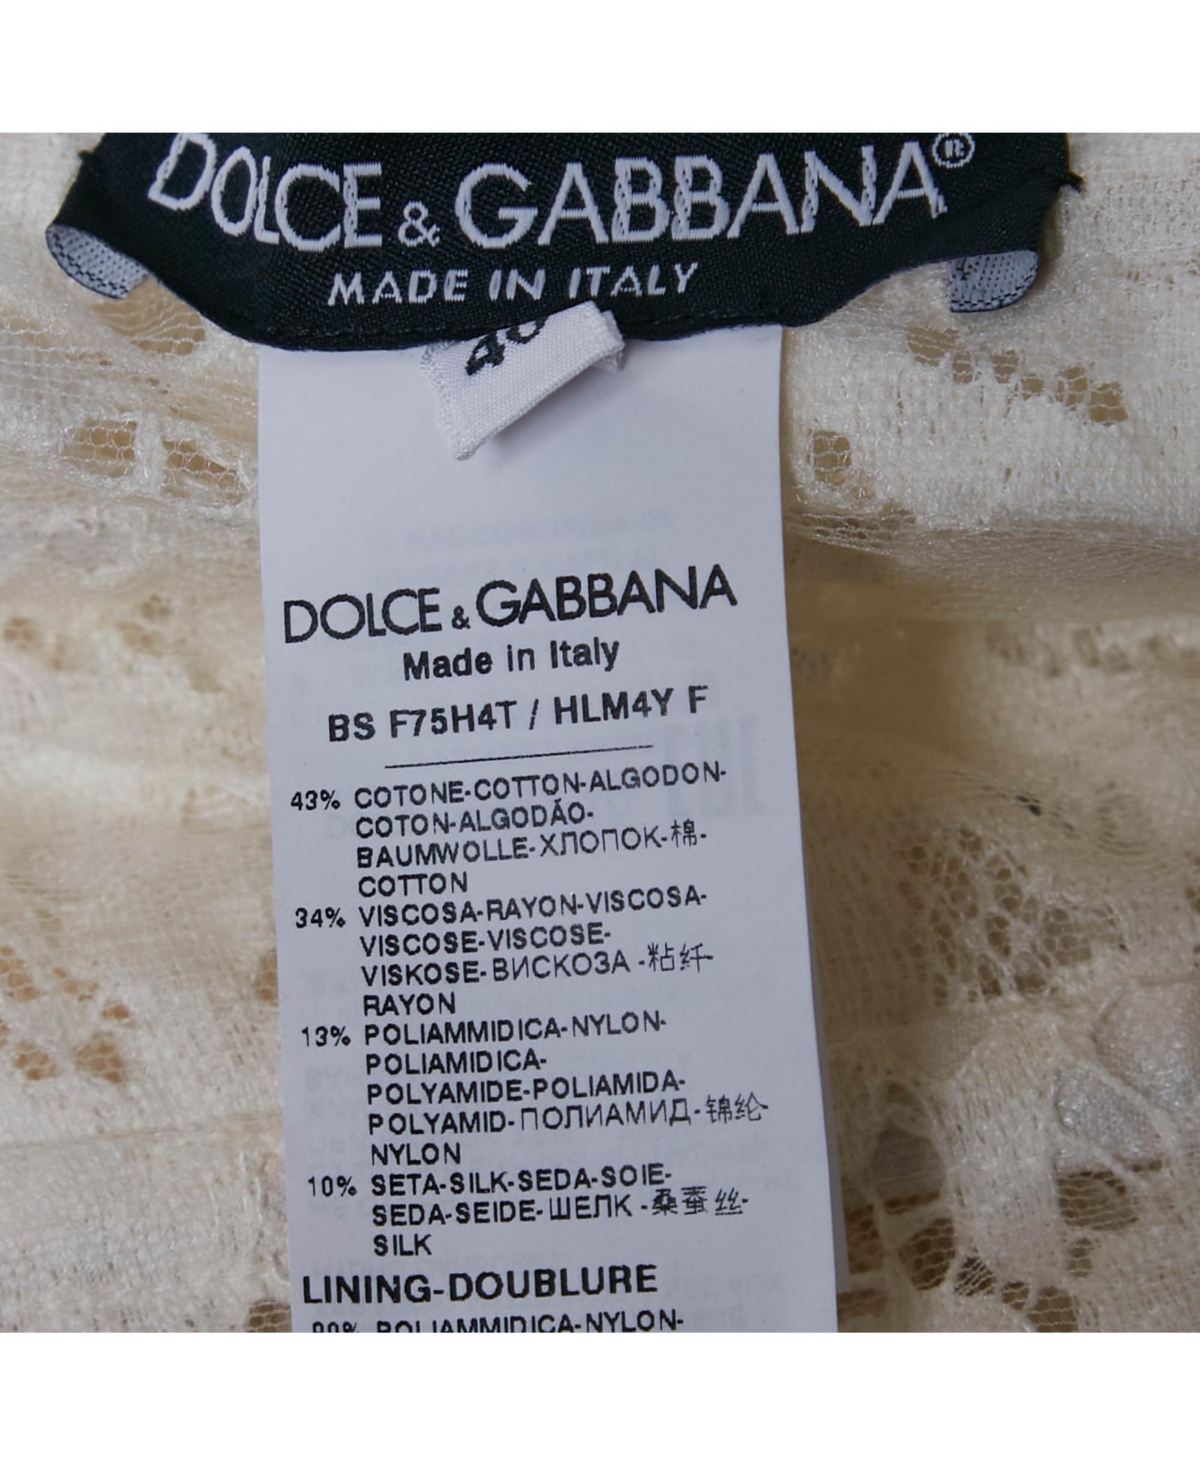 DOLCE & GABBANA®
MADE IN ITALY
40
DOLCE & GABBANA
Made in Italy
BS F75H4T / HLM4Y F
43% COTONE-COTTON-ALGODON-
COTON-ALGODÃO-
BAUMWOLLE-ХЛОПОК-棉-
COTTON
34% VISCOSA-RAYON-VISCOSA-
VISCOSE-VISCOSE-
VISKOSE-ВИСКОЗА -粘纤-
RAYON
13% POLIAMMIDICA-NYLON-
POLIAMIDICA-
POLYAMIDE-POLIAMIDA-
POLYAMID-ПОЛИАМИД-锦纶-
NYLON
10% SETA-SILK-SEDA-SOIE-
SEDA-SEIDE-ШЕЛК -桑蚕丝-
SILK
LINING-DOUBLURE
POLIAMMIDICA-NYLON-